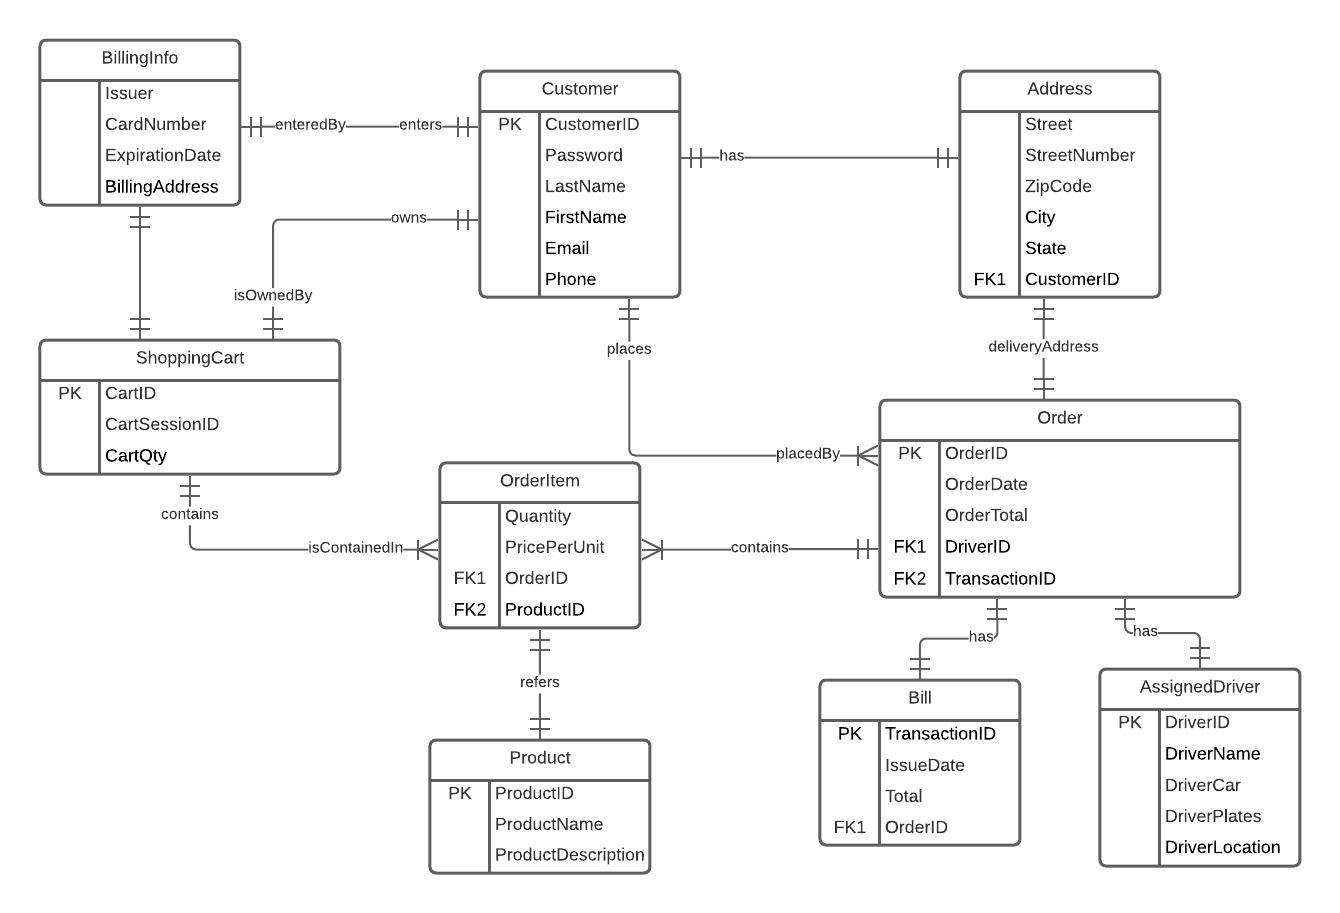 BillingInfo
Issuer
CardNumber
ExpirationDate
BillingAddress
enteredBy
enters
Customer
PK CustomerID
Password
LastName
FirstName
Email
Phone
has
Address
Street
StreetNumber
ZipCode
City
State
FK1 CustomerID
owns
isOwnedBy
places
deliveryAddress
ShoppingCart
PK CartID
CartSessionID
CartQty
contains
isContainedIn
OrderItem
Quantity
PricePerUnit
FK1 OrderID
FK2 ProductID
placedBy
contains
Order
PK OrderID
OrderDate
OrderTotal
FK1 DriverID
FK2 TransactionID
refers
has
has
Product
PK ProductID
ProductName
ProductDescription
Bill
PK TransactionID
IssueDate
Total
FK1 OrderID
AssignedDriver
PK DriverID
DriverName
DriverCar
DriverPlates
DriverLocation